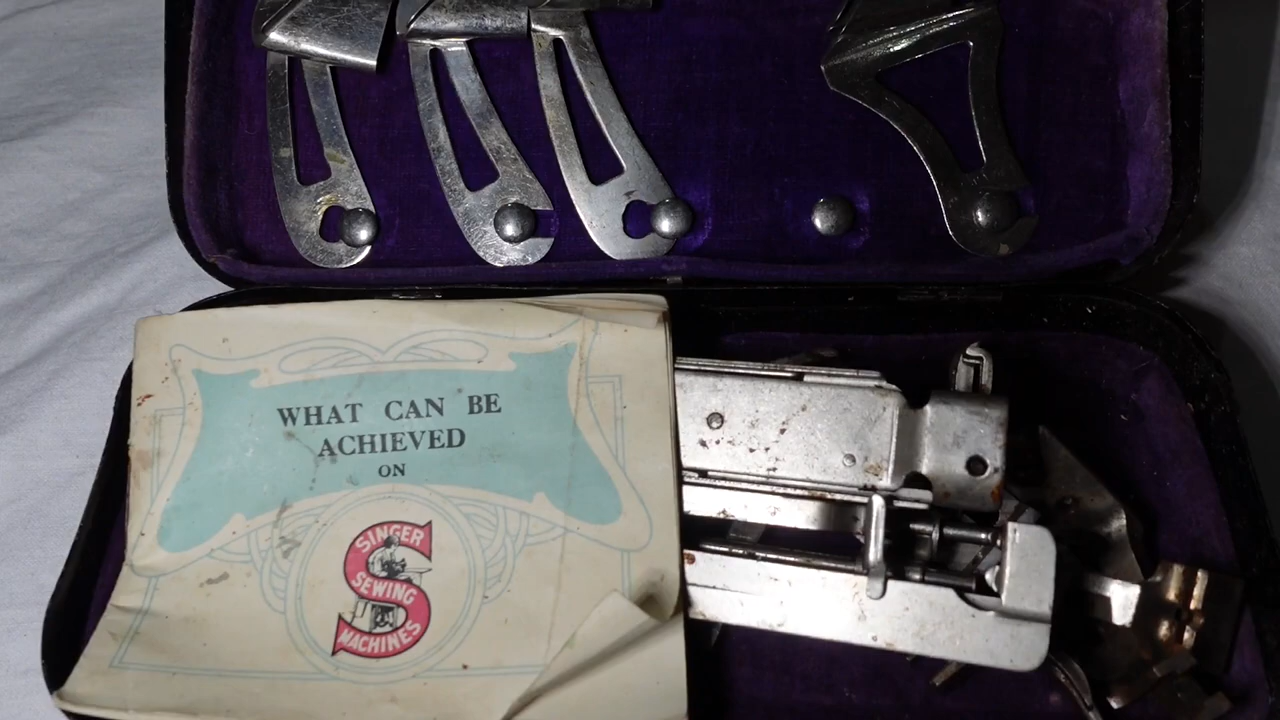 WHAT CAN BE
ACHIEVED
ON
SINGER
SEWING
MACHINES